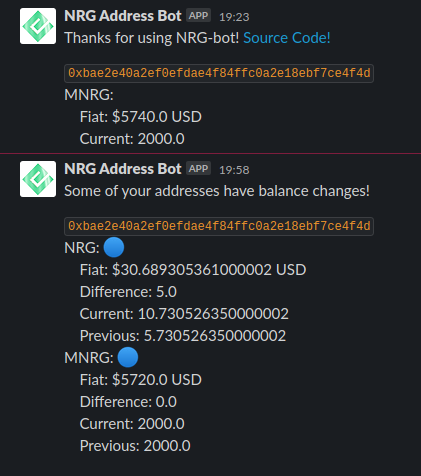 NRG Address Bot APP 19:23
Thanks for using NRG-bot! Source Code!
0xbae2e40a2ef0efdae4f84ffc0a2e18ebf7ce4f4d
MNRG:
Fiat: $5740.0 USD
Current: 2000.0
NRG Address Bot APP 19:58
Some of your addresses have balance changes!
0xbae2e40a2ef0efdae4f84ffc0a2e18ebf7ce4f4d
NRG:
Fiat: $30.689305361000002 USD
Difference: 5.0
Current: 10.730526350000002
Previous: 5.730526350000002
MNRG:
Fiat: $5720.0 USD
Difference: 0.0
Current: 2000.0
Previous: 2000.0